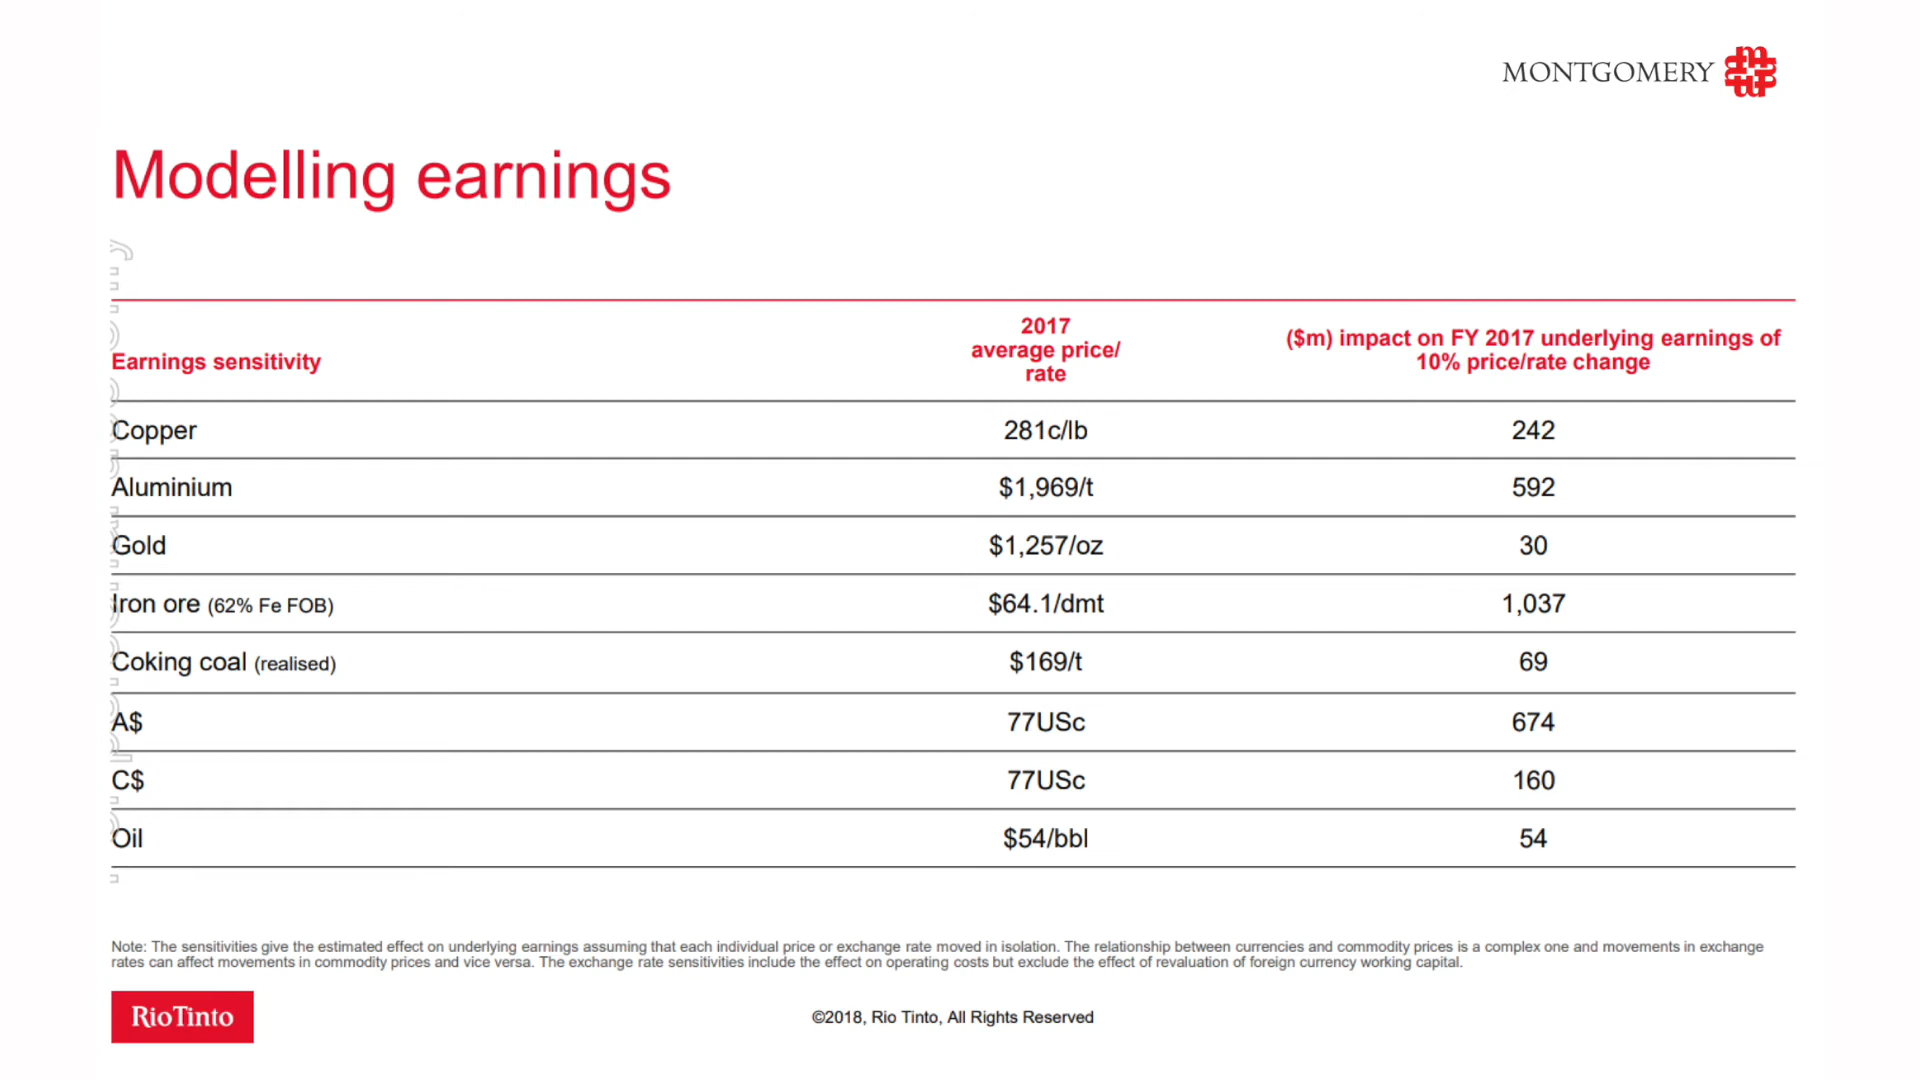 MONTGOMERY
Modelling earnings
Earnings sensitivity
2017
average price/
rate
($m) impact on FY 2017 underlying earnings of
10% price/rate change
Copper 281c/lb 242
Aluminium $1,969/t 592
Gold $1,257/oz 30
Iron ore (62% Fe FOB) $64.1/dmt 1,037
Coking coal (realised) $169/t 69
A$ 77USc 674
C$ 77USc 160
Oil $54/bbl 54
Note: The sensitivities give the estimated effect on underlying earnings assuming that each individual price or exchange rate moved in isolation. The relationship between currencies and commodity prices is a complex one and movements in exchange
rates can affect movements in commodity prices and vice versa. The exchange rate sensitivities include the effect on operating costs but exclude the effect of revaluation of foreign currency working capital.
RioTinto
©2018, Rio Tinto, All Rights Reserved